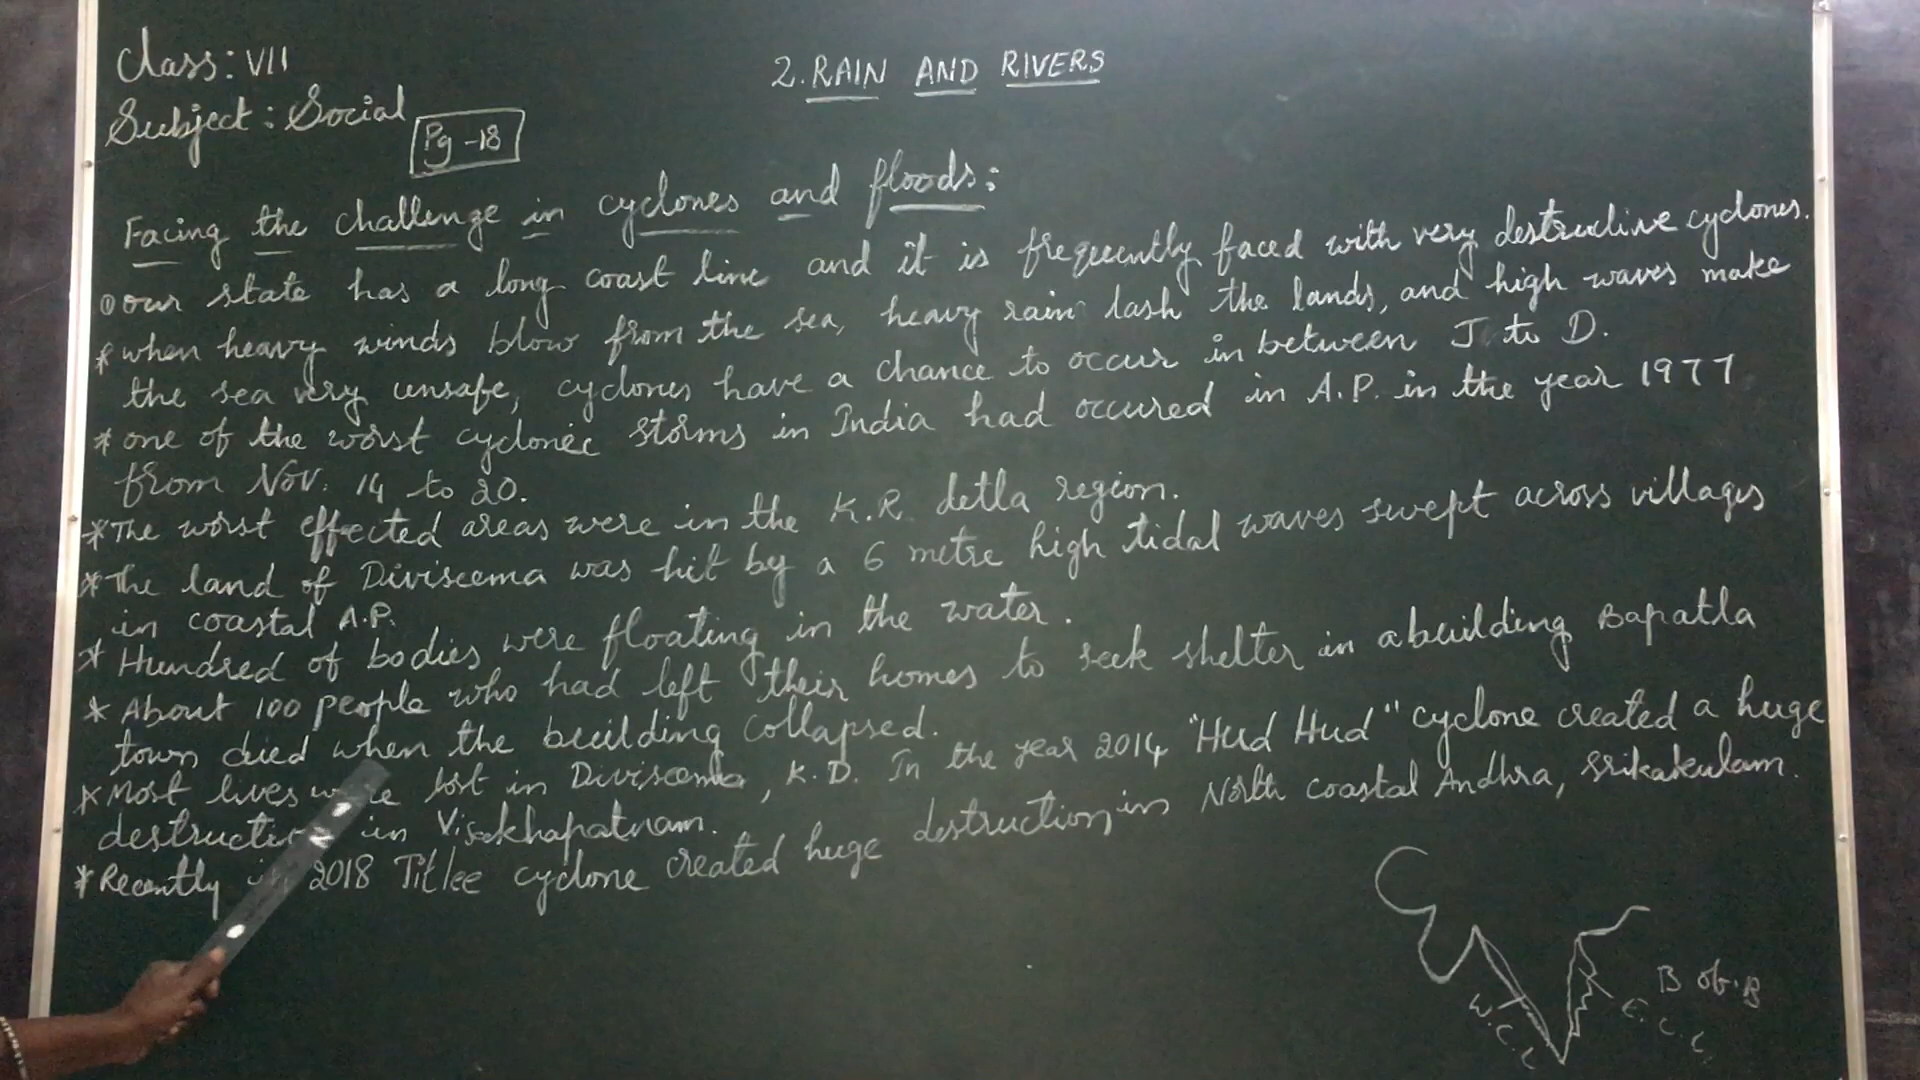 Class: VII
2. RAIN AND RIVERS
Subject: Social
Pg-18
Facing the challenge in cyclones and floods:
① our state has a long coast line and it is frequently faced with very destructive cyclones.
* when heavy winds blow from the sea, heavy rain lash the lands, and high waves make
the sea very unsafe, cyclones have a chance to occur in between J to D.
* one of the worst cyclonic storms in India had occured in A.P. in the year 1977
from Nov. 14 to 20.
* The worst effected areas were in the K.R. detla region.
* The land of Diviseema was hit by a 6 metre high tidal waves swept across villages
in coastal A.P.
* Hundred of bodies were floating in the water.
* About 100 people who had left their homes to seek shelter in a building Bapatla
town died when the building collapsed.
* Most lives were lost in Diviseema, K.D. In the year 2014 "Hud Hud" cyclone created a huge
destruction in Visakhapatnam.
* Recently in 2018 Titlee cyclone created huge destruction in North coastal Andhra, Srikakulam.
B of B
W.C.L
E.C.L